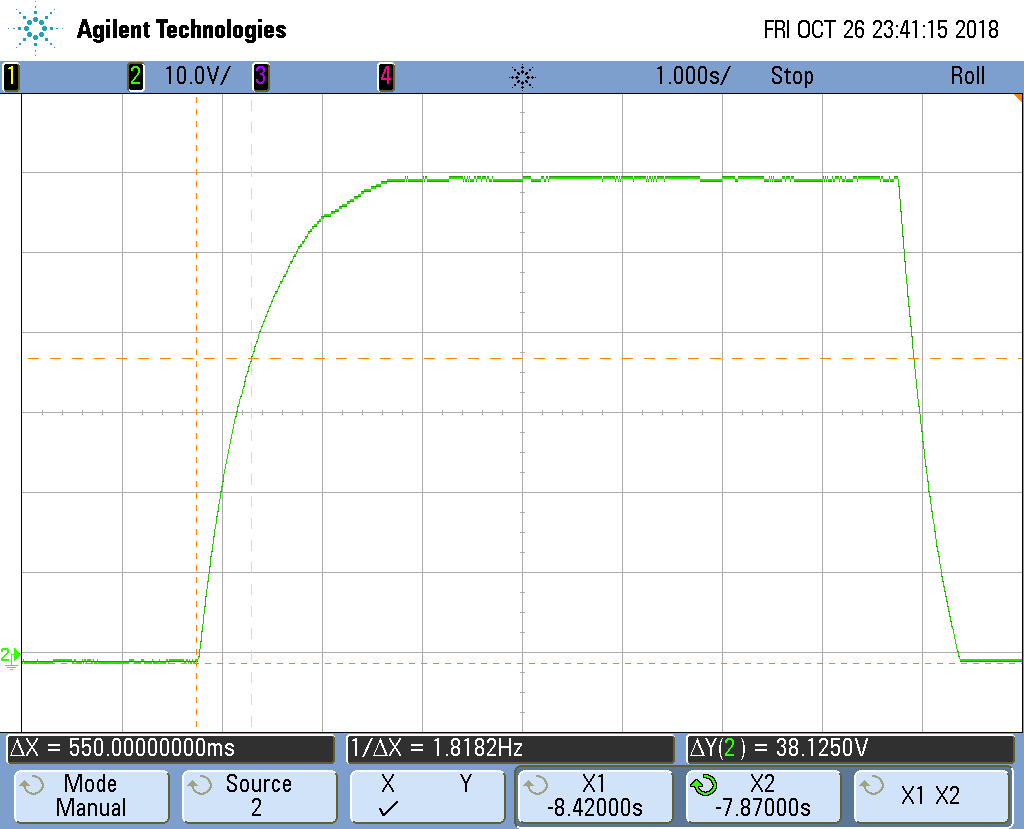 Agilent Technologies
FRI OCT 26 23:41:15 2018
1 2 10.0V/ 3 4 1.000s/ Stop Roll
2
ΔX = 550.00000000ms 1/ΔX = 1.8182Hz ΔY(2) = 38.1250V
Mode Source X Y X1 X2 X1 X2
Manual 2 -8.42000s -7.87000s